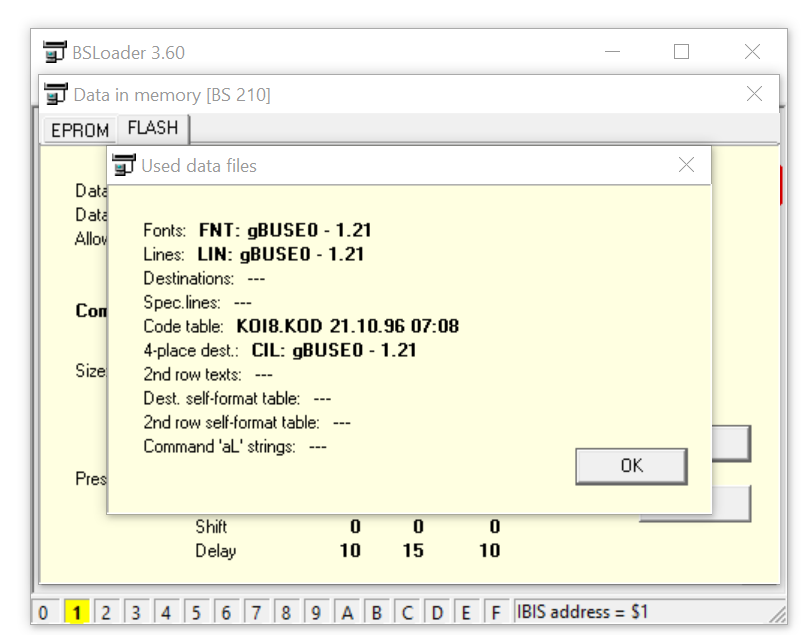 BSLoader 3.60
Data in memory [BS 210]
EPROM FLASH
Used data files
Fonts: FNT: gBUSE0 - 1.21
Lines: LIN: gBUSE0 - 1.21
Destinations: ---
Spec.lines: ---
Code table: KOI8.KOD 21.10.96 07:08
4-place dest.: CIL: gBUSE0 - 1.21
2nd row texts: ---
Dest. self-format table: ---
2nd row self-format table: ---
Command 'aL' strings: ---
OK
Data
Data
Allow
Com
Size
Pres
Shift 0 0 0
Delay 10 15 10
0 1 2 3 4 5 6 7 8 9 A B C D E F IBIS address = $1